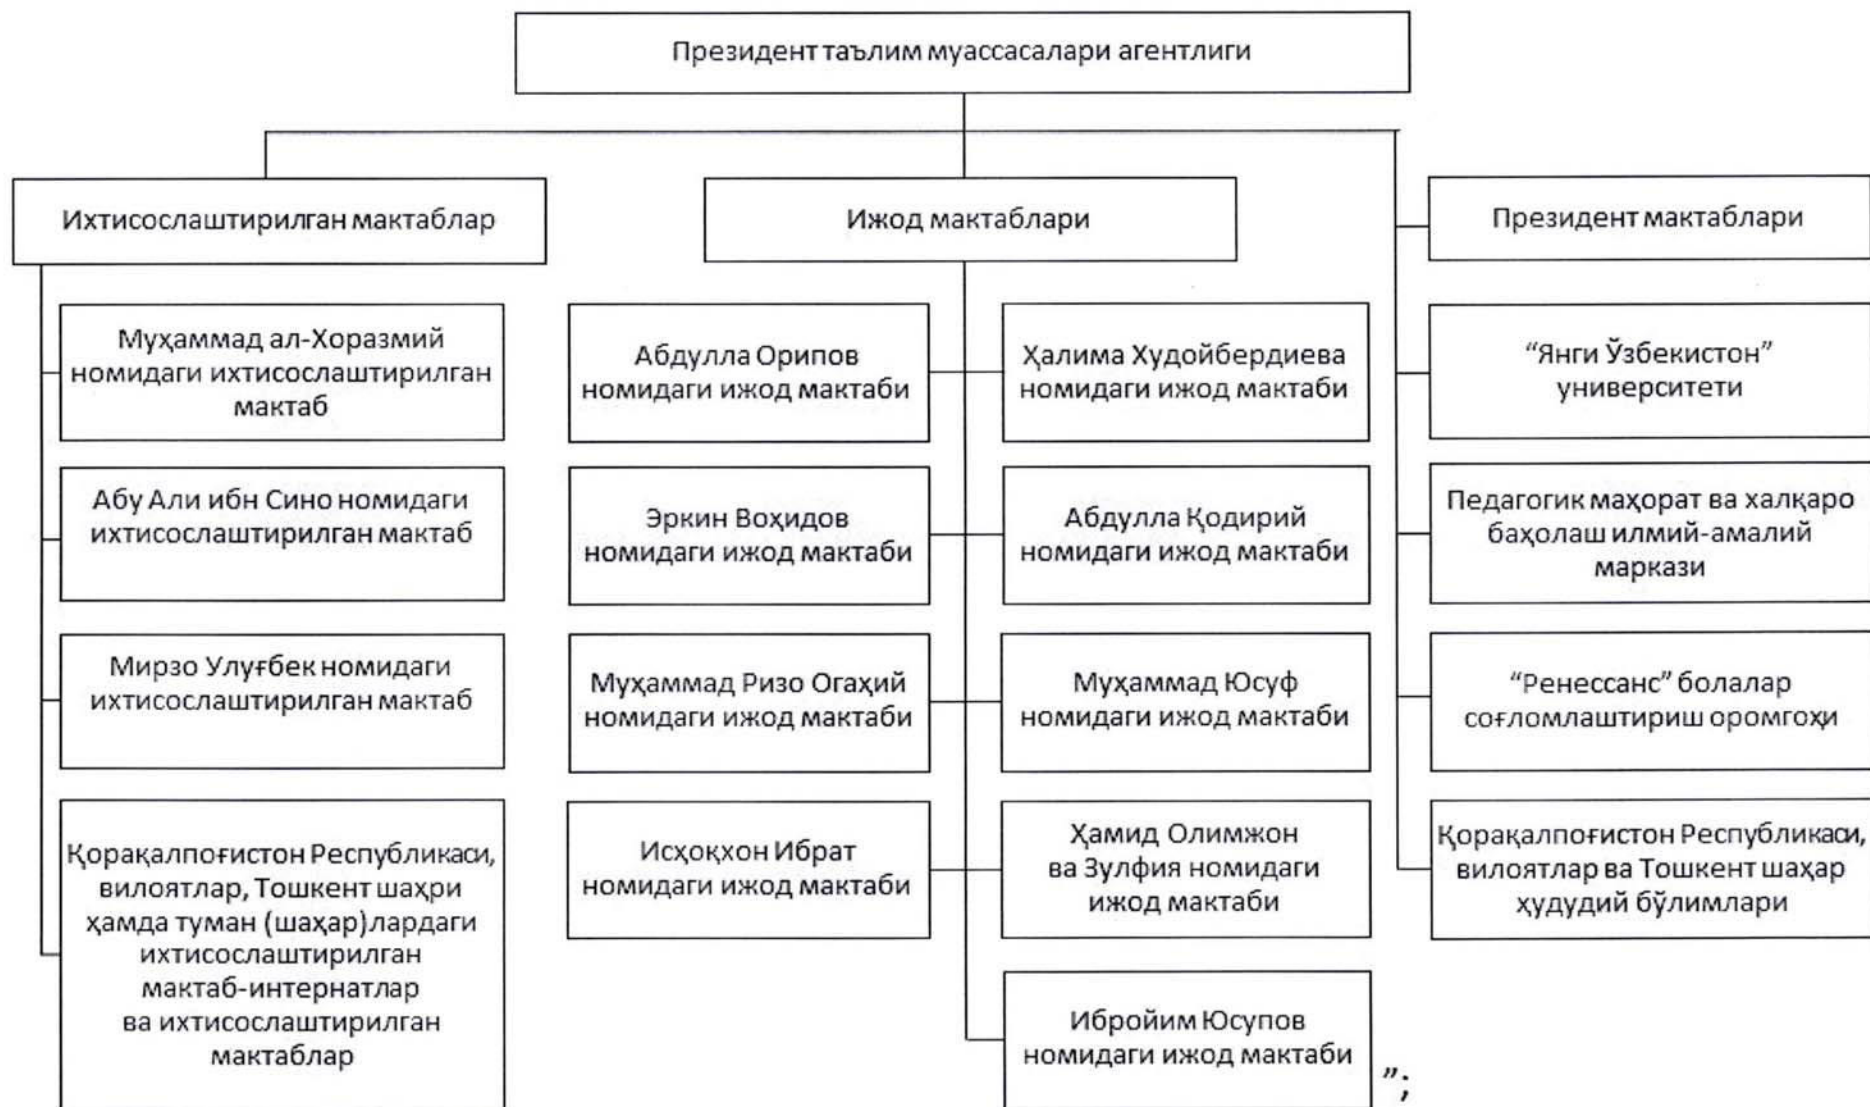 Президент таълим муассасалари агентлиги
Ихтисослаштирилган мактаблар
Ижод мактаблари
Президент мактаблари
Муҳаммад ал-Хоразмий
номидаги ихтисослаштирилган
мактаб
Абдулла Орипов
номидаги ижод мактаби
Ҳалима Худойбердиева
номидаги ижод мактаби
“Янги Ўзбекистон”
университети
Абу Али ибн Сино номидаги
ихтисослаштирилган мактаб
Эркин Воҳидов
номидаги ижод мактаби
Абдулла Қодирий
номидаги ижод мактаби
Педагогик маҳорат ва халқаро
баҳолаш илмий-амалий
маркази
Мирзо Улуғбек номидаги
ихтисослаштирилган мактаб
Муҳаммад Ризо Огаҳий
номидаги ижод мактаби
Муҳаммад Юсуф
номидаги ижод мактаби
“Ренессанс” болалар
соғломлаштириш оромгоҳи
Қорақалпоғистон Республикаси,
вилоятлар, Тошкент шаҳри
ҳамда туман (шаҳар)лардаги
ихтисослаштирилган
мактаб-интернатлар
ва ихтисослаштирилган
мактаблар
Исҳоқхон Ибрат
номидаги ижод мактаби
Ҳамид Олимжон
ва Зулфия номидаги
ижод мактаби
Қорақалпоғистон Республикаси,
вилоятлар ва Тошкент шаҳар
ҳудудий бўлимлари
Ибройим Юсупов
номидаги ижод мактаби
”;